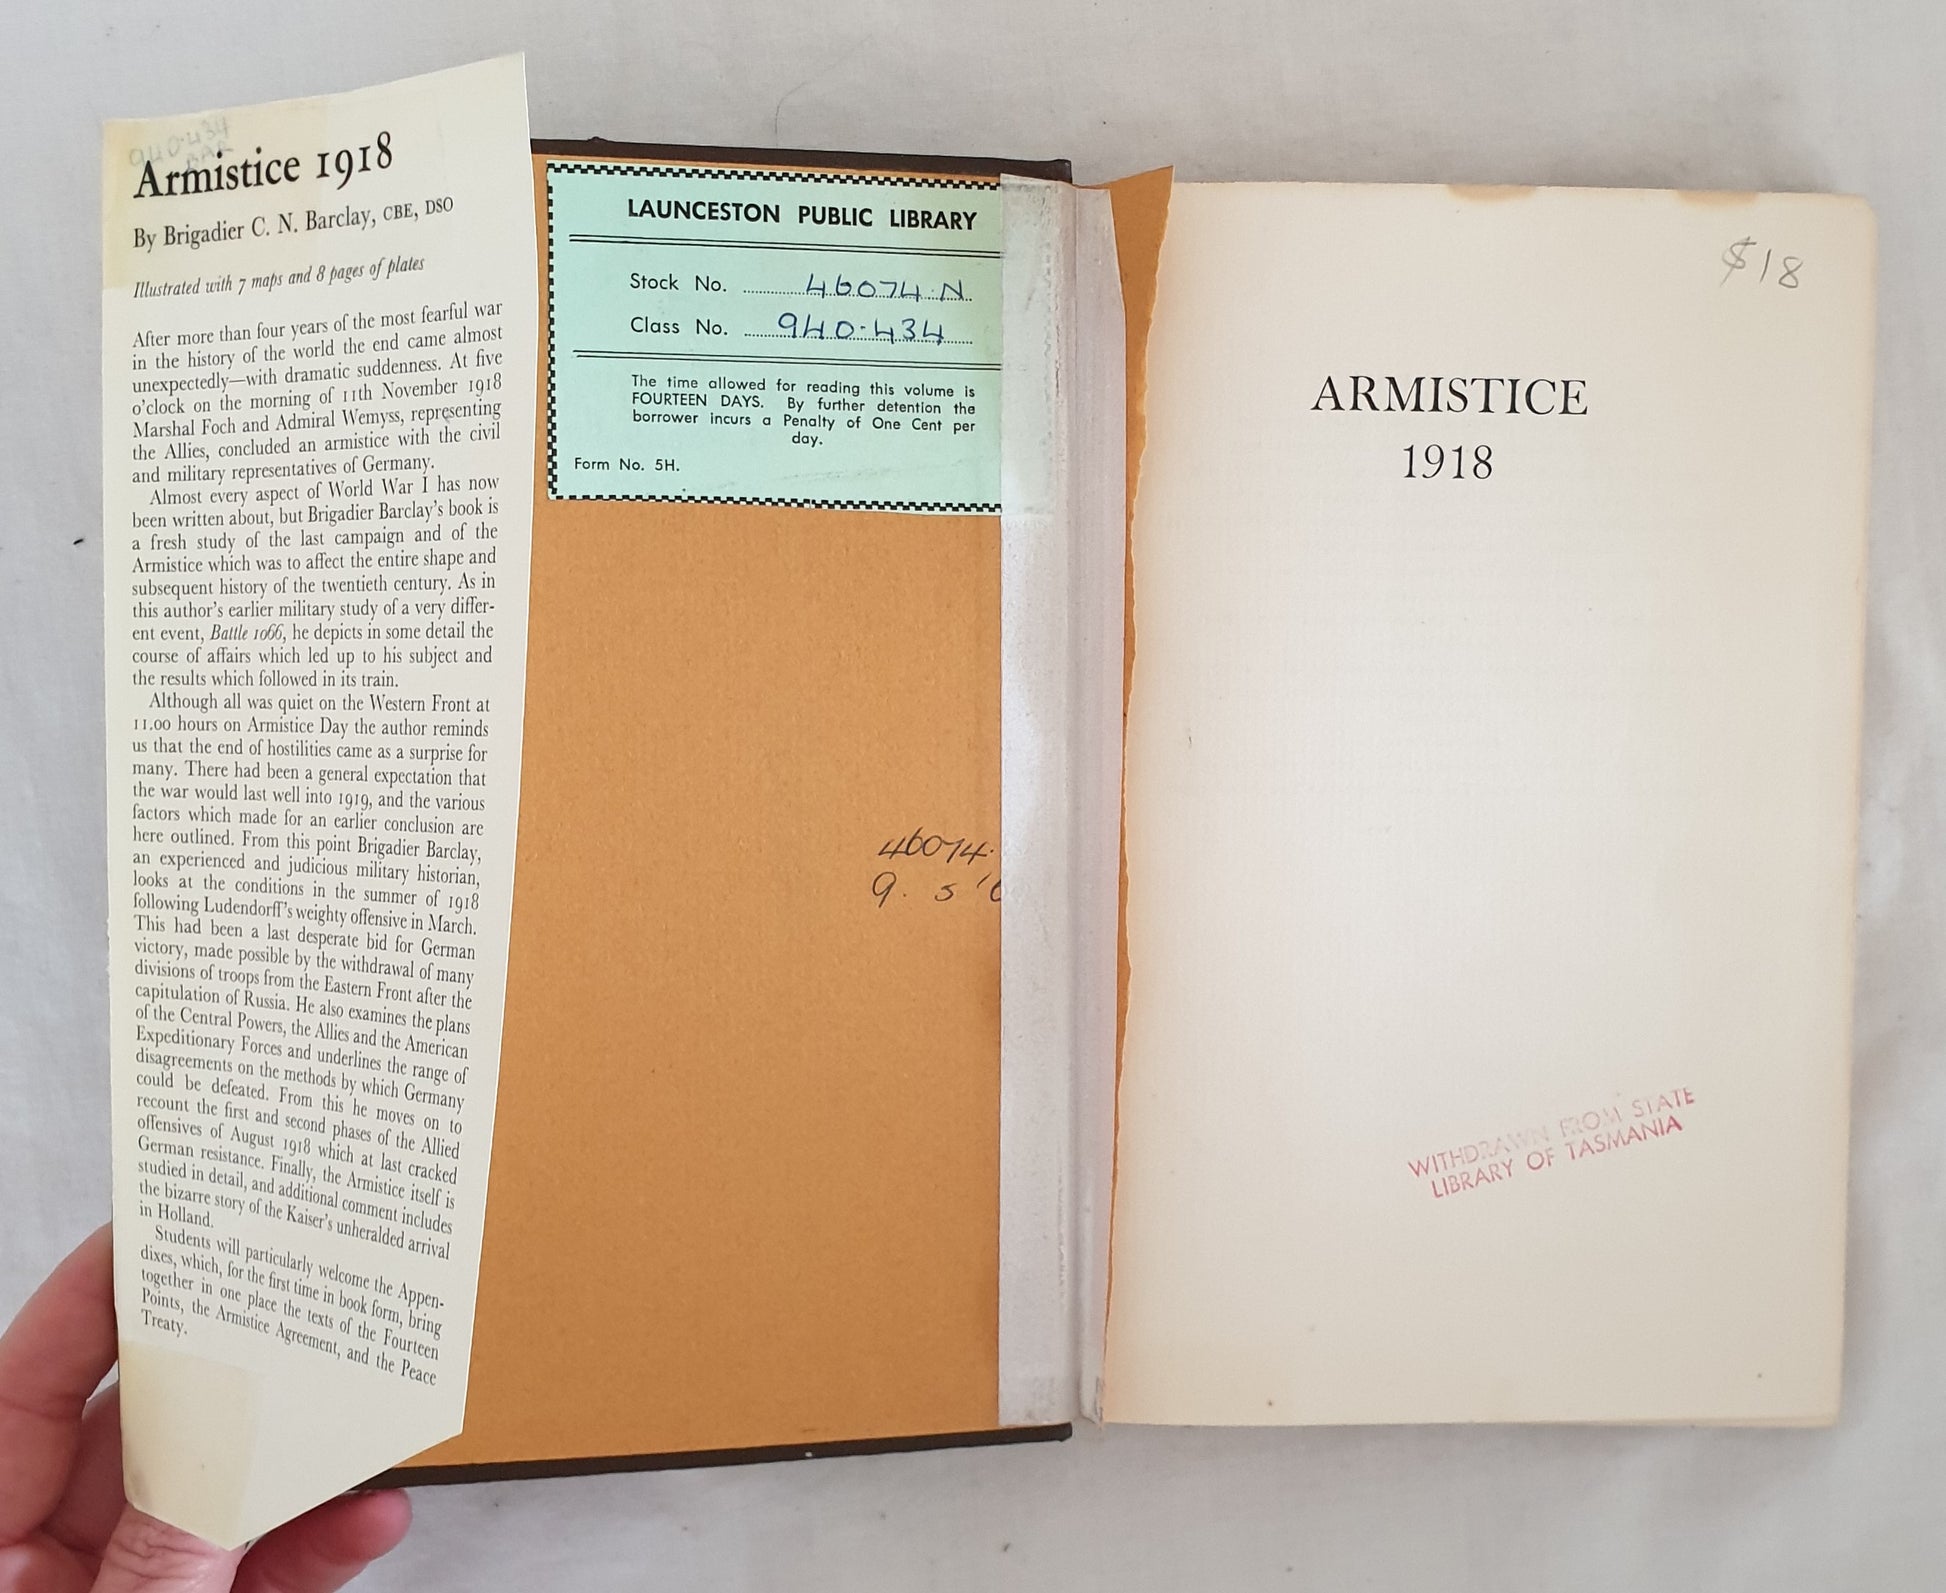 940.434
BAR
Armistice 1918
By Brigadier C. N. Barclay, CBE, DSO
Illustrated with 7 maps and 8 pages of plates
After more than four years of the most fearful war
in the history of the world the end came almost
unexpectedly—with dramatic suddenness. At five
o'clock on the morning of 11th November 1918
Marshal Foch and Admiral Wemyss, representing
the Allies, concluded an armistice with the civil
and military representatives of Germany.
Almost every aspect of World War I has now
been written about, but Brigadier Barclay's book is
a fresh study of the last campaign and of the
Armistice which was to affect the entire shape and
subsequent history of the twentieth century. As in
this author's earlier military study of a very differ-
ent event, Battle 1066, he depicts in some detail the
course of affairs which led up to his subject and
the results which followed in its train.
Although all was quiet on the Western Front at
11.00 hours on Armistice Day the author reminds
us that the end of hostilities came as a surprise for
many. There had been a general expectation that
the war would last well into 1919, and the various
factors which made for an earlier conclusion are
here outlined. From this point Brigadier Barclay,
an experienced and judicious military historian,
looks at the conditions in the summer of 1918
following Ludendorff's weighty offensive in March.
This had been a last desperate bid for German
victory, made possible by the withdrawal of many
divisions of troops from the Eastern Front after the
capitulation of Russia. He also examines the plans
of the Central Powers, the Allies and the American
Expeditionary Forces and underlines the range of
disagreements on the methods by which Germany
could be defeated. From this he moves on to
recount the first and second phases of the Allied
offensives of August 1918 which at last cracked
German resistance. Finally, the Armistice itself is
studied in detail, and additional comment includes
the bizarre story of the Kaiser's unheralded arrival
in Holland.
Students will particularly welcome the Appen-
dixes, which, for the first time in book form, bring
together in one place the texts of the Fourteen
Points, the Armistice Agreement, and the Peace
Treaty.
LAUNCESTON PUBLIC LIBRARY
Stock No. 46074.N
Class No. 940.434
The time allowed for reading this volume is
FOURTEEN DAYS. By further detention the
borrower incurs a Penalty of One Cent per
day.
Form No. 5H.
46074.
$18
ARMISTICE
1918
WITHDRAWN FROM STATE
LIBRARY OF TASMANIA